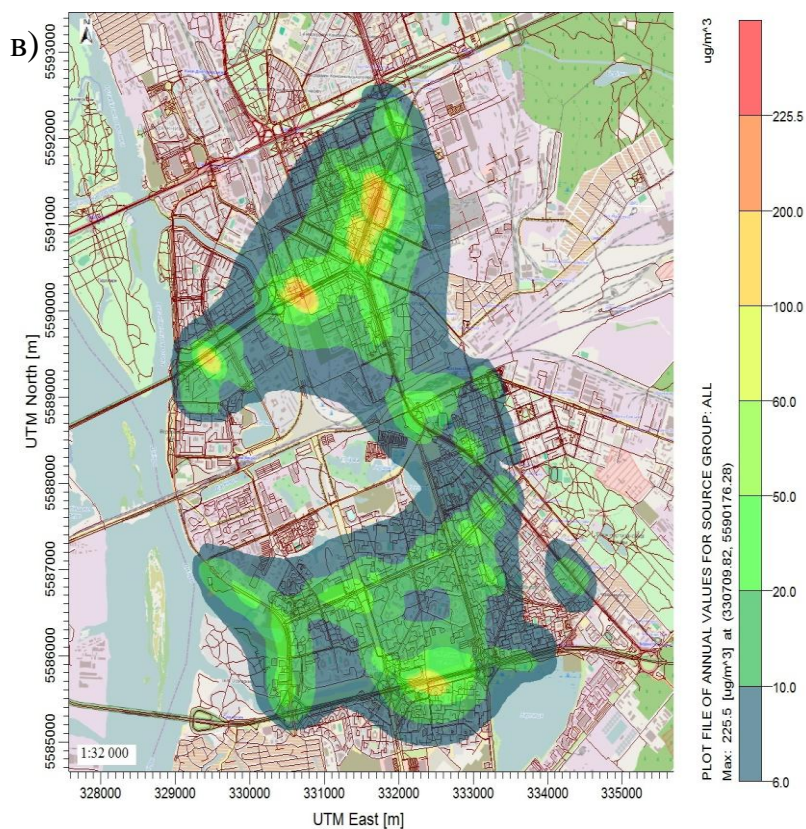 в)
ug/m^3
5593000
5592000
5591000
5590000
5589000
5588000
5587000
5586000
5585000
UTM North [m]
1:32 000
328000 329000 330000 331000 332000 333000 334000 335000
UTM East [m]
225.5
200.0
100.0
60.0
50.0
20.0
10.0
6.0
PLOT FILE OF ANNUAL VALUES FOR SOURCE GROUP: ALL
Max: 225.5 [ug/m^3] at (330709.82, 5590176.28)